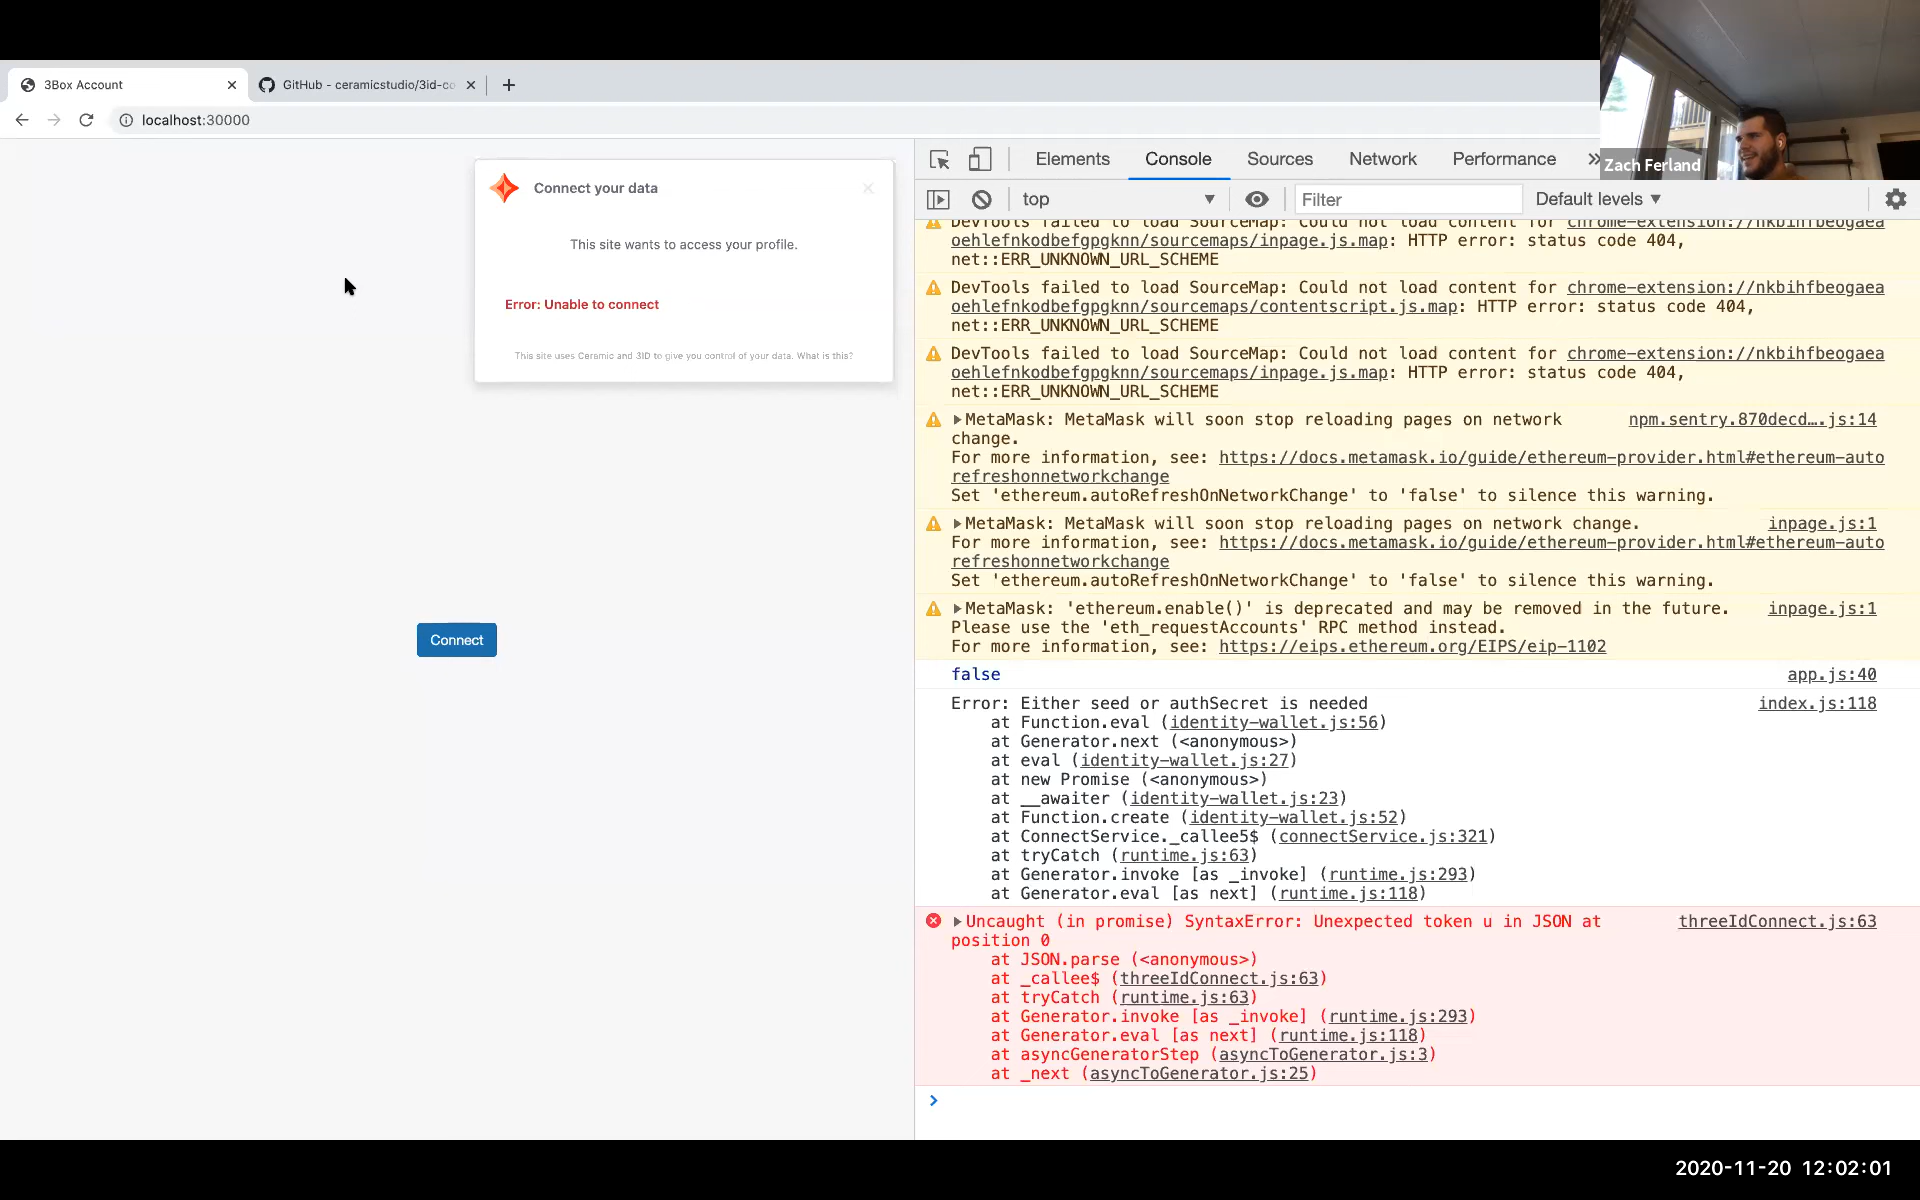 3Box Account
GitHub - ceramicstudio/3id-co
localhost:30000
Zach Ferland
Connect your data
This site wants to access your profile.
Error: Unable to connect
This site uses Ceramic and 3ID to give you control of your data. What is this?
Connect
Elements Console Sources Network Performance »
top Filter Default levels ▼
DevTools failed to load SourceMap: Could not load content for chrome-extension://nkbihfbeogaea
oehlefnkodbefgpgknn/sourcemaps/inpage.js.map: HTTP error: status code 404,
net::ERR_UNKNOWN_URL_SCHEME
DevTools failed to load SourceMap: Could not load content for chrome-extension://nkbihfbeogaea
oehlefnkodbefgpgknn/sourcemaps/contentscript.js.map: HTTP error: status code 404,
net::ERR_UNKNOWN_URL_SCHEME
DevTools failed to load SourceMap: Could not load content for chrome-extension://nkbihfbeogaea
oehlefnkodbefgpgknn/sourcemaps/inpage.js.map: HTTP error: status code 404,
net::ERR_UNKNOWN_URL_SCHEME
MetaMask: MetaMask will soon stop reloading pages on network npm.sentry.870decd….js:14
change.
For more information, see: https://docs.metamask.io/guide/ethereum-provider.html#ethereum-auto
refreshonnetworkchange
Set 'ethereum.autoRefreshOnNetworkChange' to 'false' to silence this warning.
MetaMask: MetaMask will soon stop reloading pages on network change. inpage.js:1
For more information, see: https://docs.metamask.io/guide/ethereum-provider.html#ethereum-auto
refreshonnetworkchange
Set 'ethereum.autoRefreshOnNetworkChange' to 'false' to silence this warning.
MetaMask: 'ethereum.enable()' is deprecated and may be removed in the future. inpage.js:1
Please use the 'eth_requestAccounts' RPC method instead.
For more information, see: https://eips.ethereum.org/EIPS/eip-1102
false app.js:40
Error: Either seed or authSecret is needed index.js:118
at Function.eval (identity-wallet.js:56)
at Generator.next (<anonymous>)
at eval (identity-wallet.js:27)
at new Promise (<anonymous>)
at __awaiter (identity-wallet.js:23)
at Function.create (identity-wallet.js:52)
at ConnectService._callee5$ (connectService.js:321)
at tryCatch (runtime.js:63)
at Generator.invoke [as _invoke] (runtime.js:293)
at Generator.eval [as next] (runtime.js:118)
Uncaught (in promise) SyntaxError: Unexpected token u in JSON at threeIdConnect.js:63
position 0
at JSON.parse (<anonymous>)
at _callee$ (threeIdConnect.js:63)
at tryCatch (runtime.js:63)
at Generator.invoke [as _invoke] (runtime.js:293)
at Generator.eval [as next] (runtime.js:118)
at asyncGeneratorStep (asyncToGenerator.js:3)
at _next (asyncToGenerator.js:25)
2020-11-20 12:02:01